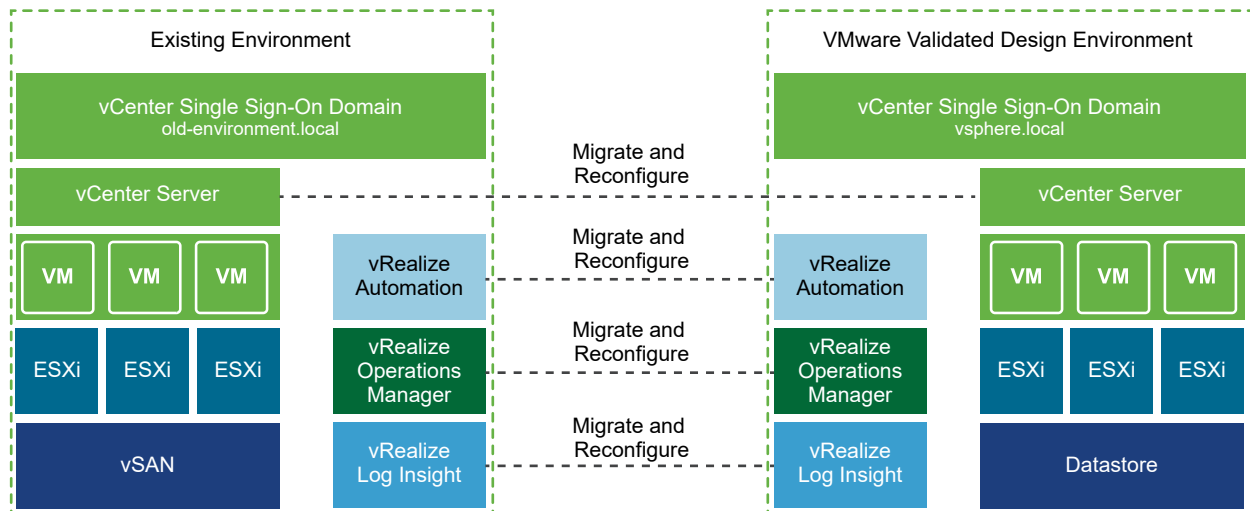 Existing Environment
vCenter Single Sign-On Domain
old-environment.local
vCenter Server
VM
VM
VM
vRealize
Automation
ESXi
ESXi
ESXi
vRealize
Operations
Manager
vSAN
vRealize
Log Insight
Migrate and
Reconfigure
Migrate and
Reconfigure
Migrate and
Reconfigure
Migrate and
Reconfigure
VMware Validated Design Environment
vCenter Single Sign-On Domain
vsphere.local
vCenter Server
vRealize
Automation
VM
VM
VM
vRealize
Operations
Manager
ESXi
ESXi
ESXi
vRealize
Log Insight
Datastore